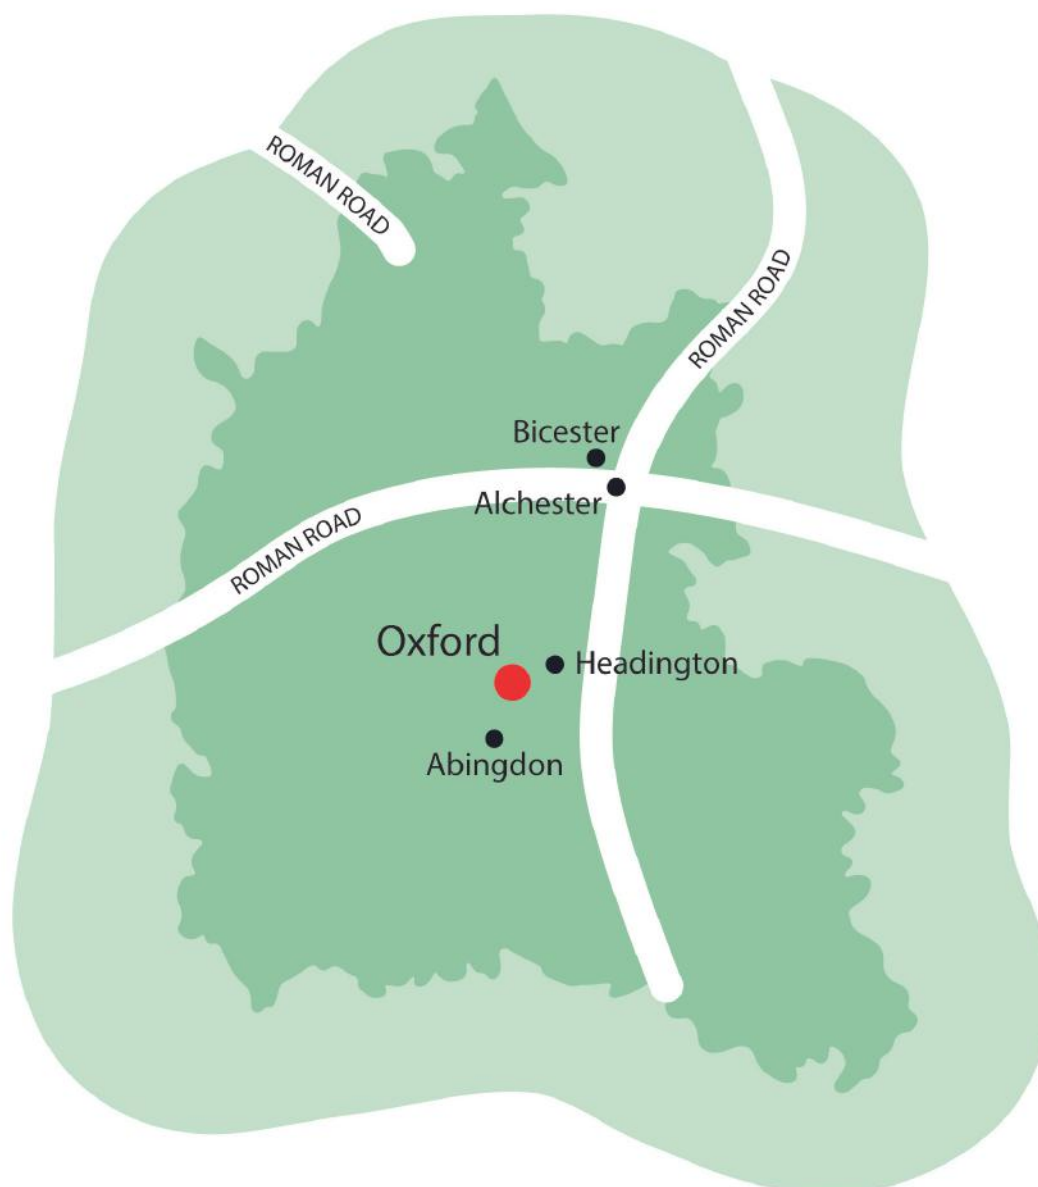 ROMAN ROAD
ROMAN ROAD
Bicester
Alchester
ROMAN ROAD
Oxford
Headington
Abingdon